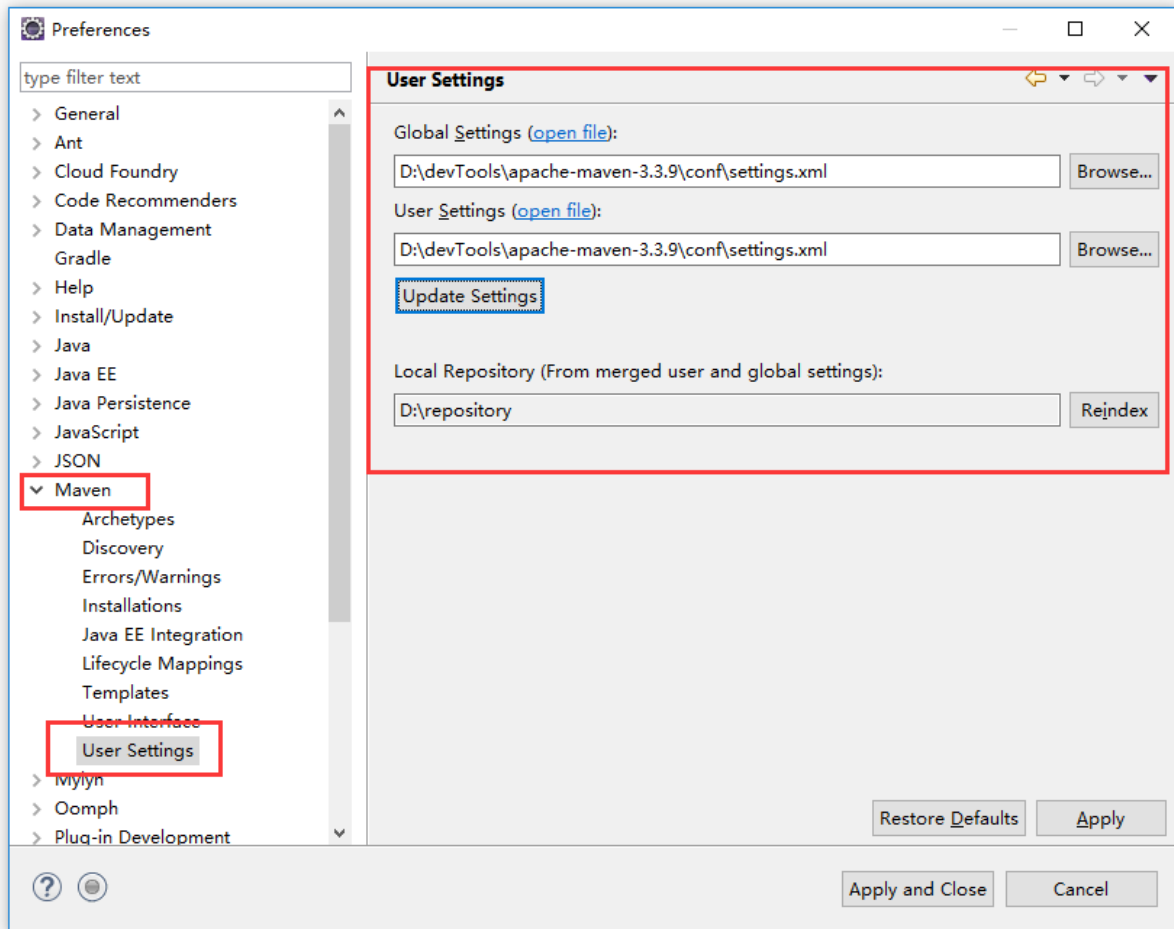 Preferences
type filter text
General
Ant
Cloud Foundry
Code Recommenders
Data Management
Gradle
Help
Install/Update
Java
Java EE
Java Persistence
JavaScript
JSON
Maven
Archetypes
Discovery
Errors/Warnings
Installations
Java EE Integration
Lifecycle Mappings
Templates
User Interface
User Settings
Mylyn
Oomph
Plug-in Development
User Settings
Global Settings (open file):
D:\devTools\apache-maven-3.3.9\conf\settings.xml Browse...
User Settings (open file):
D:\devTools\apache-maven-3.3.9\conf\settings.xml Browse...
Update Settings
Local Repository (From merged user and global settings):
D:\repository Reindex
Restore Defaults Apply
? Apply and Close Cancel